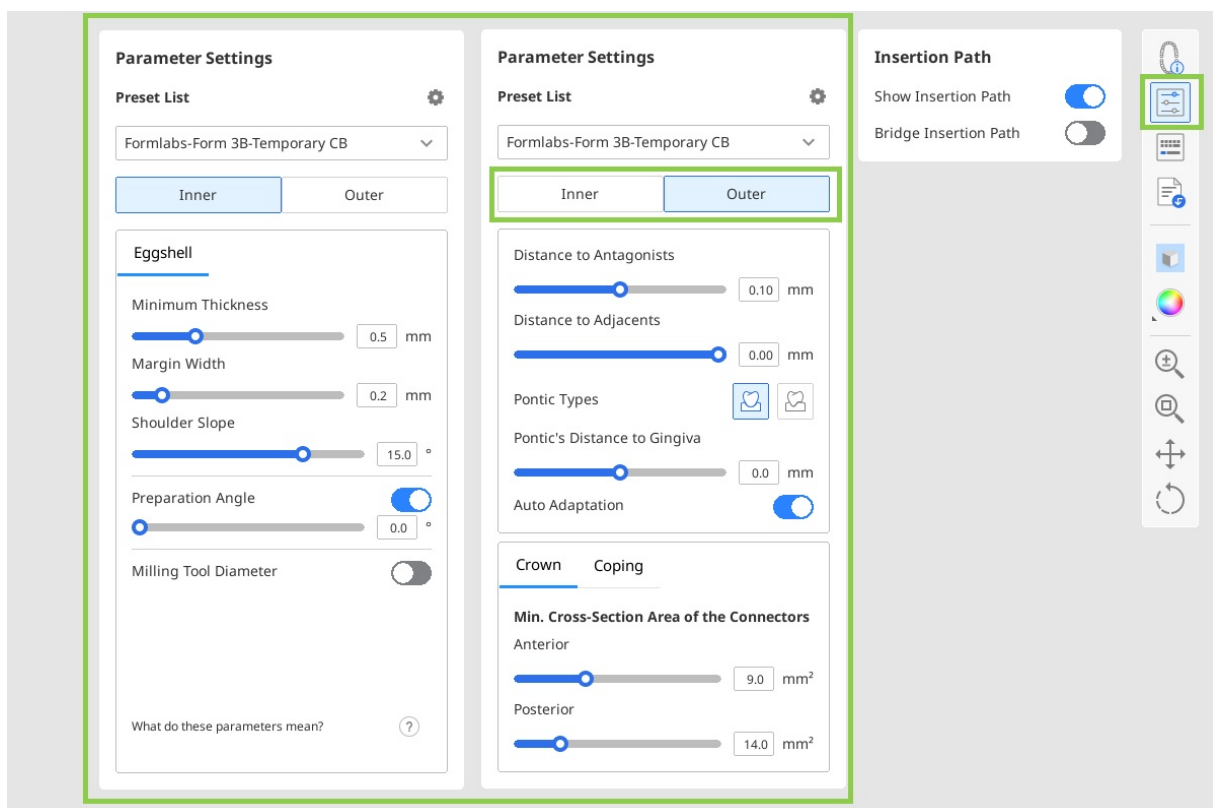 Parameter Settings
Preset List
Formlabs-Form 3B-Temporary CB
Inner Outer
Eggshell
Minimum Thickness
0.5 mm
Margin Width
0.2 mm
Shoulder Slope
15.0 °
Preparation Angle
0.0 °
Milling Tool Diameter
What do these parameters mean? ?
Parameter Settings
Preset List
Formlabs-Form 3B-Temporary CB
Inner Outer
Distance to Antagonists
0.10 mm
Distance to Adjacents
0.00 mm
Pontic Types
Pontic's Distance to Gingiva
0.0 mm
Auto Adaptation
Crown Coping
Min. Cross-Section Area of the Connectors
Anterior
9.0 mm²
Posterior
14.0 mm²
Insertion Path
Show Insertion Path
Bridge Insertion Path